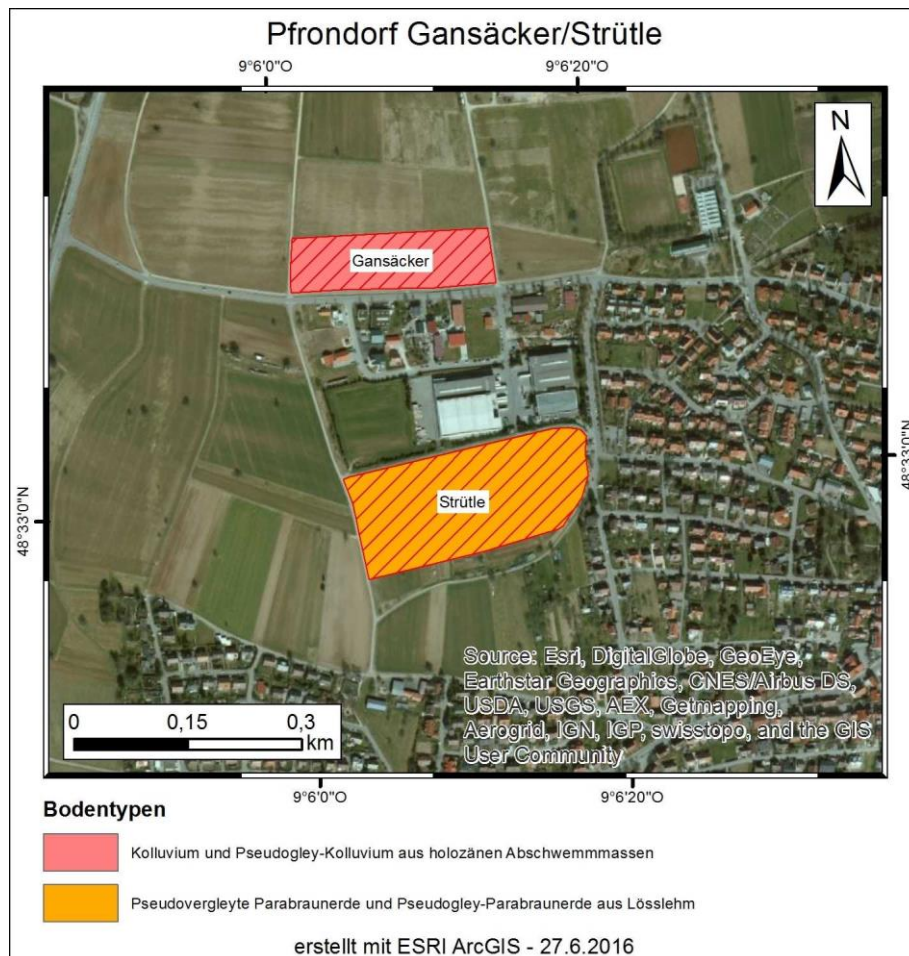 Pfrondorf Gansäcker/Strütle
9°6'0"O
9°6'20"O
N
Gansäcker
48°33'0"N
Strütle
48°33'0"N
Source: Esri, DigitalGlobe, GeoEye,
Earthstar Geographics, CNES/Airbus DS,
USDA, USGS, AEX, Getmapping,
Aerogrid, IGN, IGP, swisstopo, and the GIS
User Community
0
0,15
0,3
km
9°6'0"O
9°6'20"O
Bodentypen
Kolluvium und Pseudogley-Kolluvium aus holozänen Abschwemmmassen
Pseudovergleyte Parabraunerde und Pseudogley-Parabraunerde aus Lösslehm
erstellt mit ESRI ArcGIS - 27.6.2016